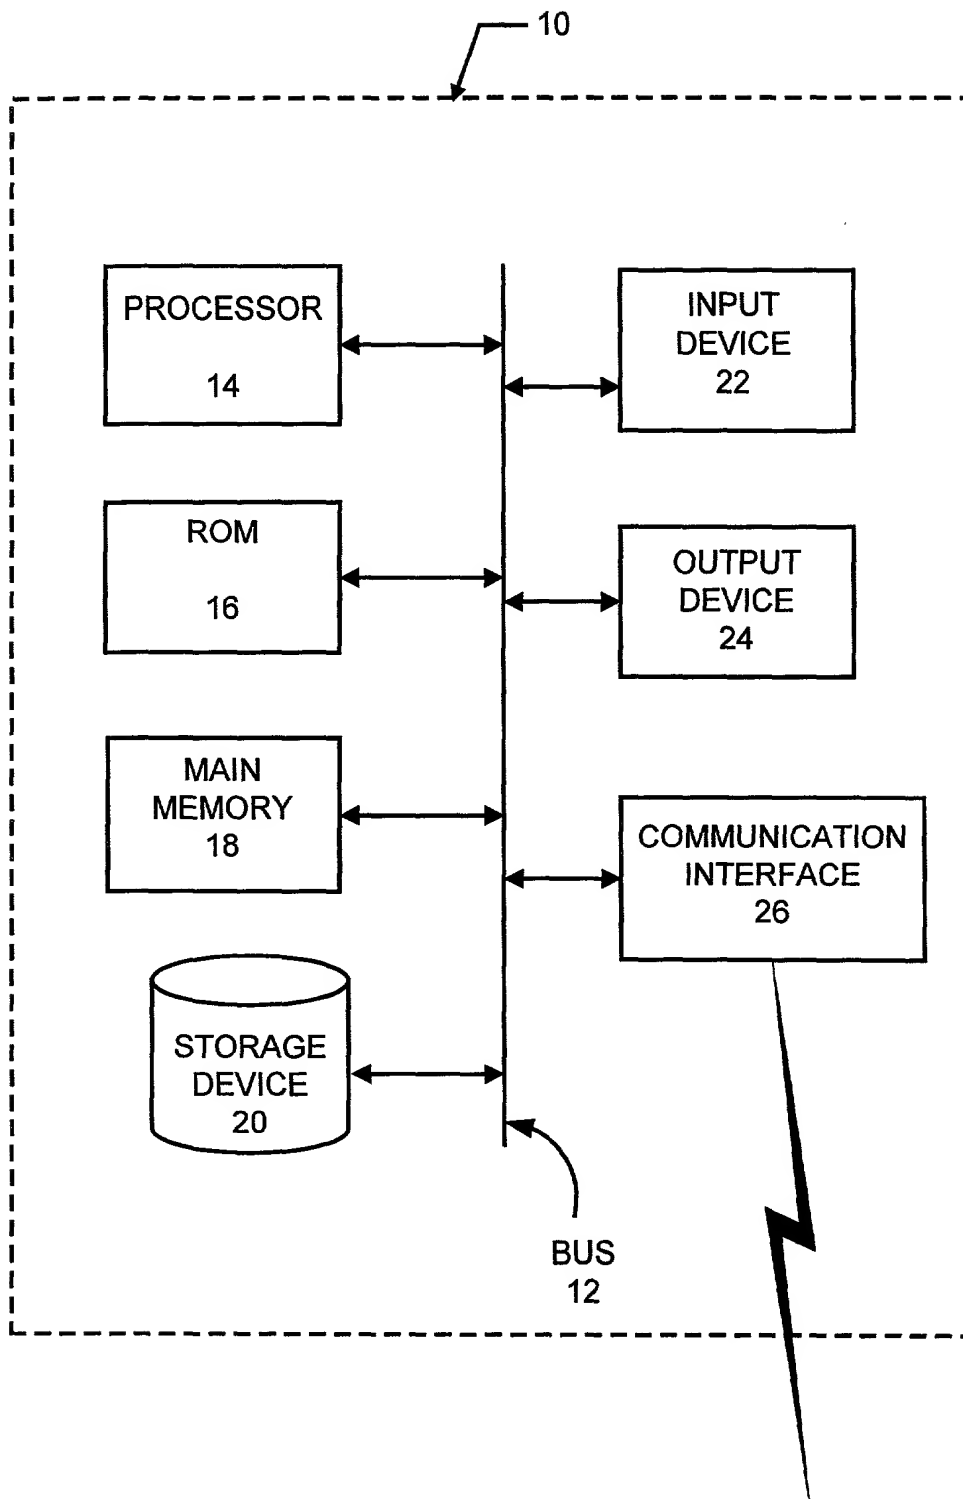 10
PROCESSOR
14
INPUT
DEVICE
22
ROM
16
OUTPUT
DEVICE
24
MAIN
MEMORY
18
COMMUNICATION
INTERFACE
26
STORAGE
DEVICE
20
BUS
12